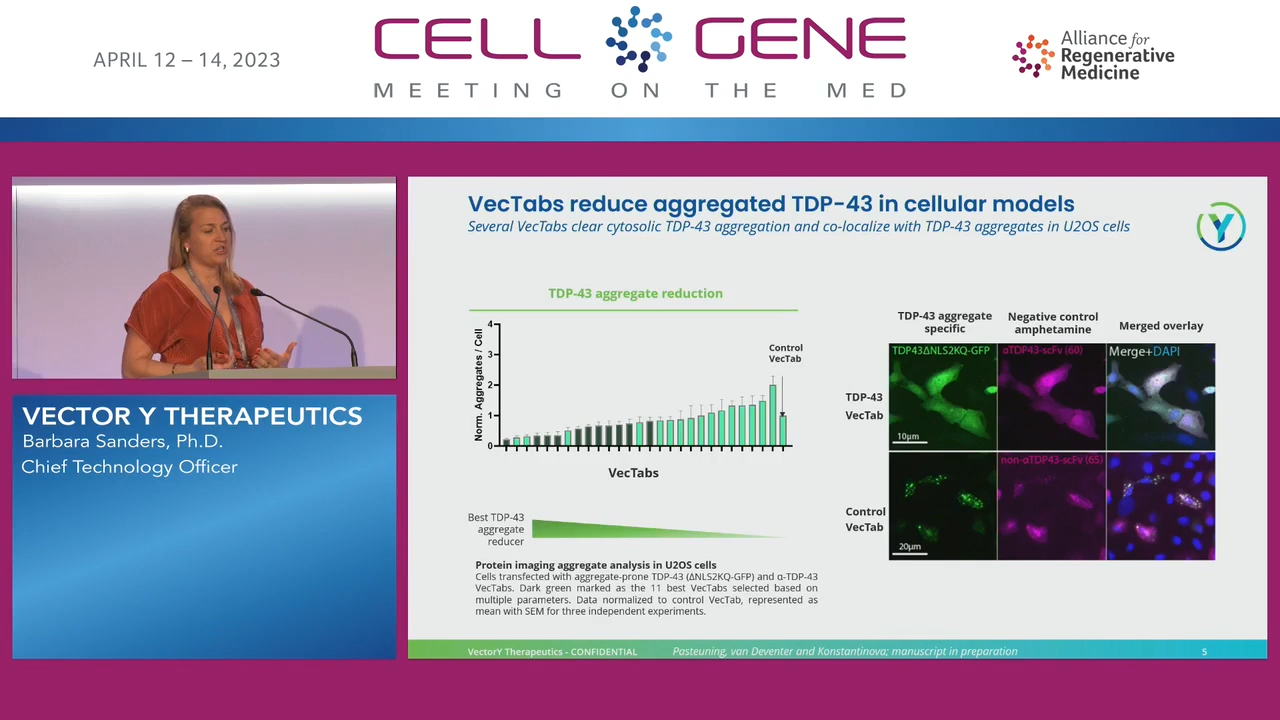 APRIL 12 – 14, 2023
CELL GENE
MEETING ON THE MED
Alliance for
Regenerative
Medicine
VECTOR Y THERAPEUTICS
Barbara Sanders, Ph.D.
Chief Technology Officer
VecTabs reduce aggregated TDP-43 in cellular models
Several VecTabs clear cytosolic TDP-43 aggregation and co-localize with TDP-43 aggregates in U2OS cells
Y
TDP-43 aggregate reduction
Norm. Aggregates / Cell
4
3
2
1
0
Control
VecTab
VecTabs
Best TDP-43
aggregate
reducer
Protein imaging aggregate analysis in U2OS cells
Cells transfected with aggregate-prone TDP-43 (ΔNLS2KQ-GFP) and α-TDP-43
VecTabs. Dark green marked as the 11 best VecTabs selected based on
multiple parameters. Data normalized to control VecTab, represented as
mean with SEM for three independent experiments.
TDP-43 aggregate
specific
Negative control
amphetamine
Merged overlay
TDP43ΔNLS2KQ-GFP
αTDP43-scFv (60)
Merge+DAPI
TDP-43
VecTab
10μm
non-αTDP43-scFv (65)
Control
VecTab
20μm
VectorY Therapeutics - CONFIDENTIAL
Pasteuning, van Deventer and Konstantinova; manuscript in preparation
5